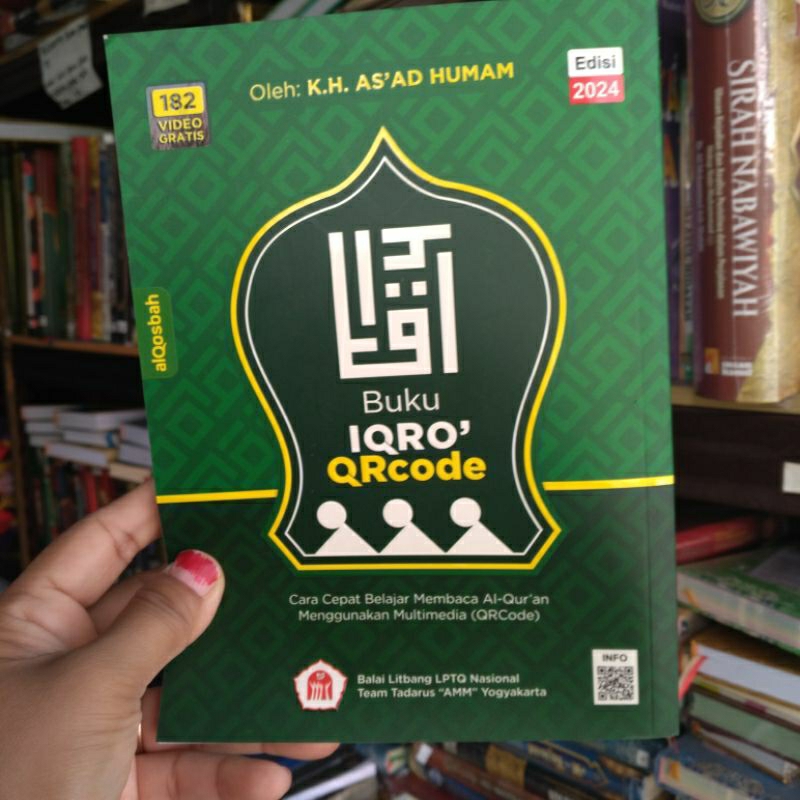 182
VIDEO
GRATIS
Oleh: K.H. AS'AD HUMAM
Edisi
2024
alQosbah
Buku
IQRO'
QRcode
Cara Cepat Belajar Membaca Al-Qur'an
Menggunakan Multimedia (QRCode)
Balai Litbang LPTQ Nasional
Team Tadarus "AMM" Yogyakarta
INFO
SIRAH NABAWIYAH